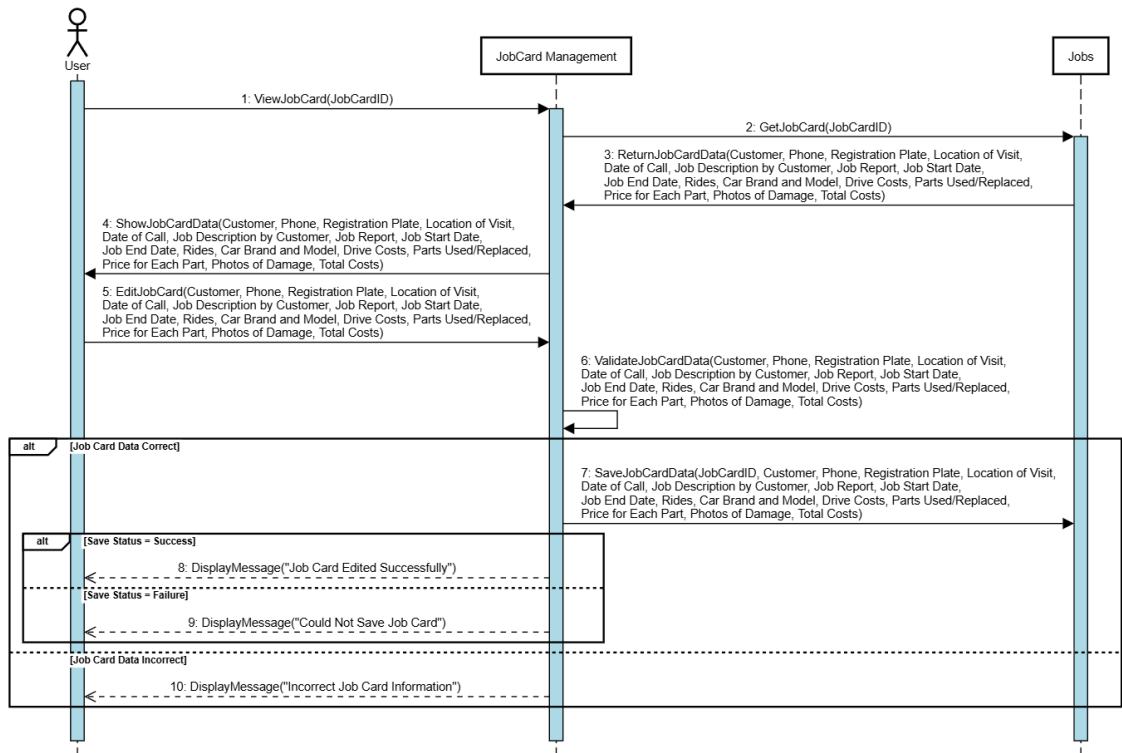 User
JobCard Management
Jobs
1: ViewJobCard(JobCardID)
2: GetJobCard(JobCardID)
3: ReturnJobCardData(Customer, Phone, Registration Plate, Location of Visit,
Date of Call, Job Description by Customer, Job Report, Job Start Date,
Job End Date, Rides, Car Brand and Model, Drive Costs, Parts Used/Replaced,
Price for Each Part, Photos of Damage, Total Costs)
4: ShowJobCardData(Customer, Phone, Registration Plate, Location of Visit,
Date of Call, Job Description by Customer, Job Report, Job Start Date,
Job End Date, Rides, Car Brand and Model, Drive Costs, Parts Used/Replaced,
Price for Each Part, Photos of Damage, Total Costs)
5: EditJobCard(Customer, Phone, Registration Plate, Location of Visit,
Date of Call, Job Description by Customer, Job Report, Job Start Date,
Job End Date, Rides, Car Brand and Model, Drive Costs, Parts Used/Replaced,
Price for Each Part, Photos of Damage, Total Costs)
6: ValidateJobCardData(Customer, Phone, Registration Plate, Location of Visit,
Date of Call, Job Description by Customer, Job Report, Job Start Date,
Job End Date, Rides, Car Brand and Model, Drive Costs, Parts Used/Replaced,
Price for Each Part, Photos of Damage, Total Costs)
alt [Job Card Data Correct]
7: SaveJobCardData(JobCardID, Customer, Phone, Registration Plate, Location of Visit,
Date of Call, Job Description by Customer, Job Report, Job Start Date,
Job End Date, Rides, Car Brand and Model, Drive Costs, Parts Used/Replaced,
Price for Each Part, Photos of Damage, Total Costs)
alt [Save Status = Success]
8: DisplayMessage("Job Card Edited Successfully")
[Save Status = Failure]
9: DisplayMessage("Could Not Save Job Card")
[Job Card Data Incorrect]
10: DisplayMessage("Incorrect Job Card Information")